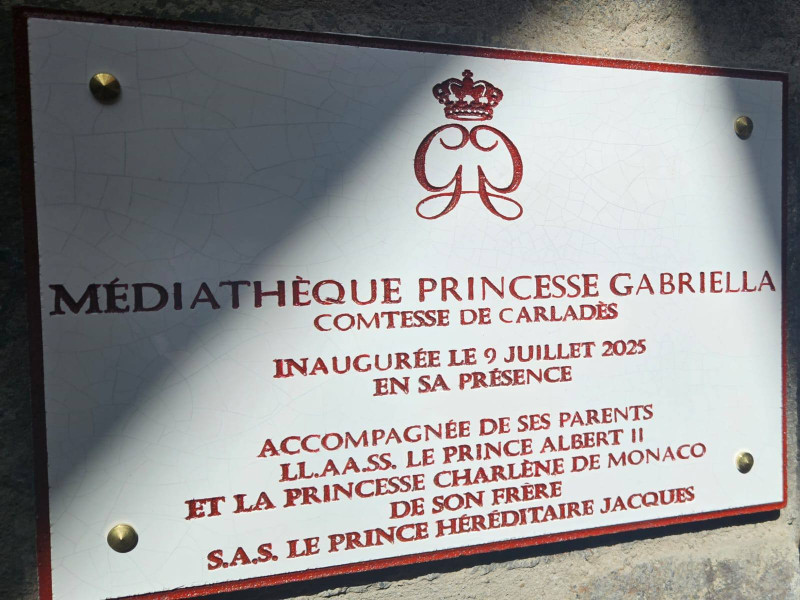 MÉDIATHÈQUE PRINCESSE GABRIELLA
COMTESSE DE CARLADÈS
INAUGURÉE LE 9 JUILLET 2025
EN SA PRÉSENCE
ACCOMPAGNÉE DE SES PARENTS
LL.AA.SS. LE PRINCE ALBERT II
ET LA PRINCESSE CHARLÈNE DE MONACO
DE SON FRÈRE
S.A.S. LE PRINCE HÉRÉDITAIRE JACQUES